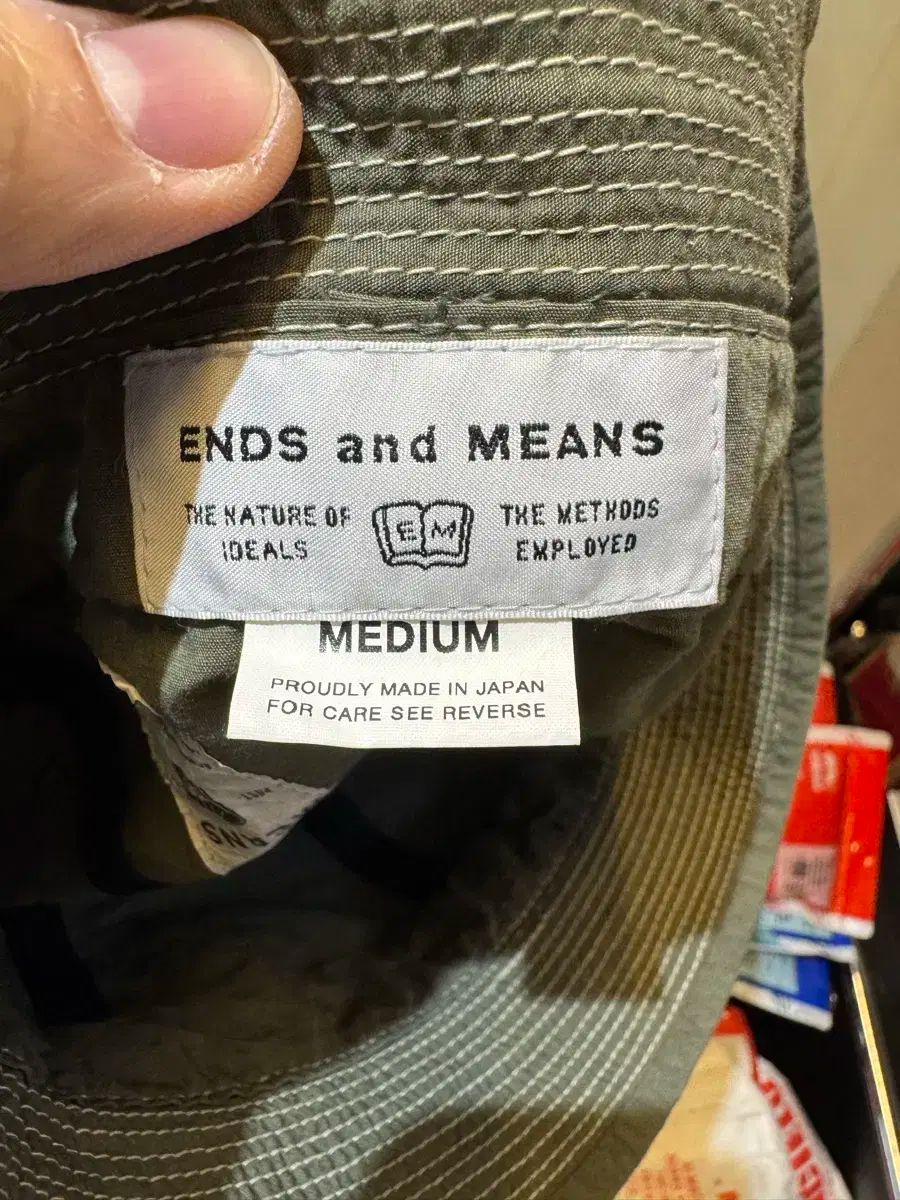 ENDS and MEANS
THE NATURE OF
IDEALS
EM
THE METHODS
EMPLOYED
MEDIUM
PROUDLY MADE IN JAPAN
FOR CARE SEE REVERSE